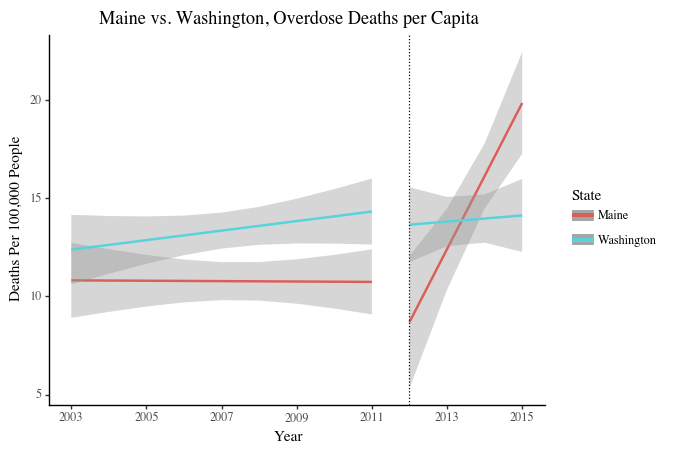 Maine vs. Washington, Overdose Deaths per Capita
Deaths Per 100,000 People
20
15
10
5
2003 2005 2007 2009 2011 2013 2015
Year
State
Maine
Washington